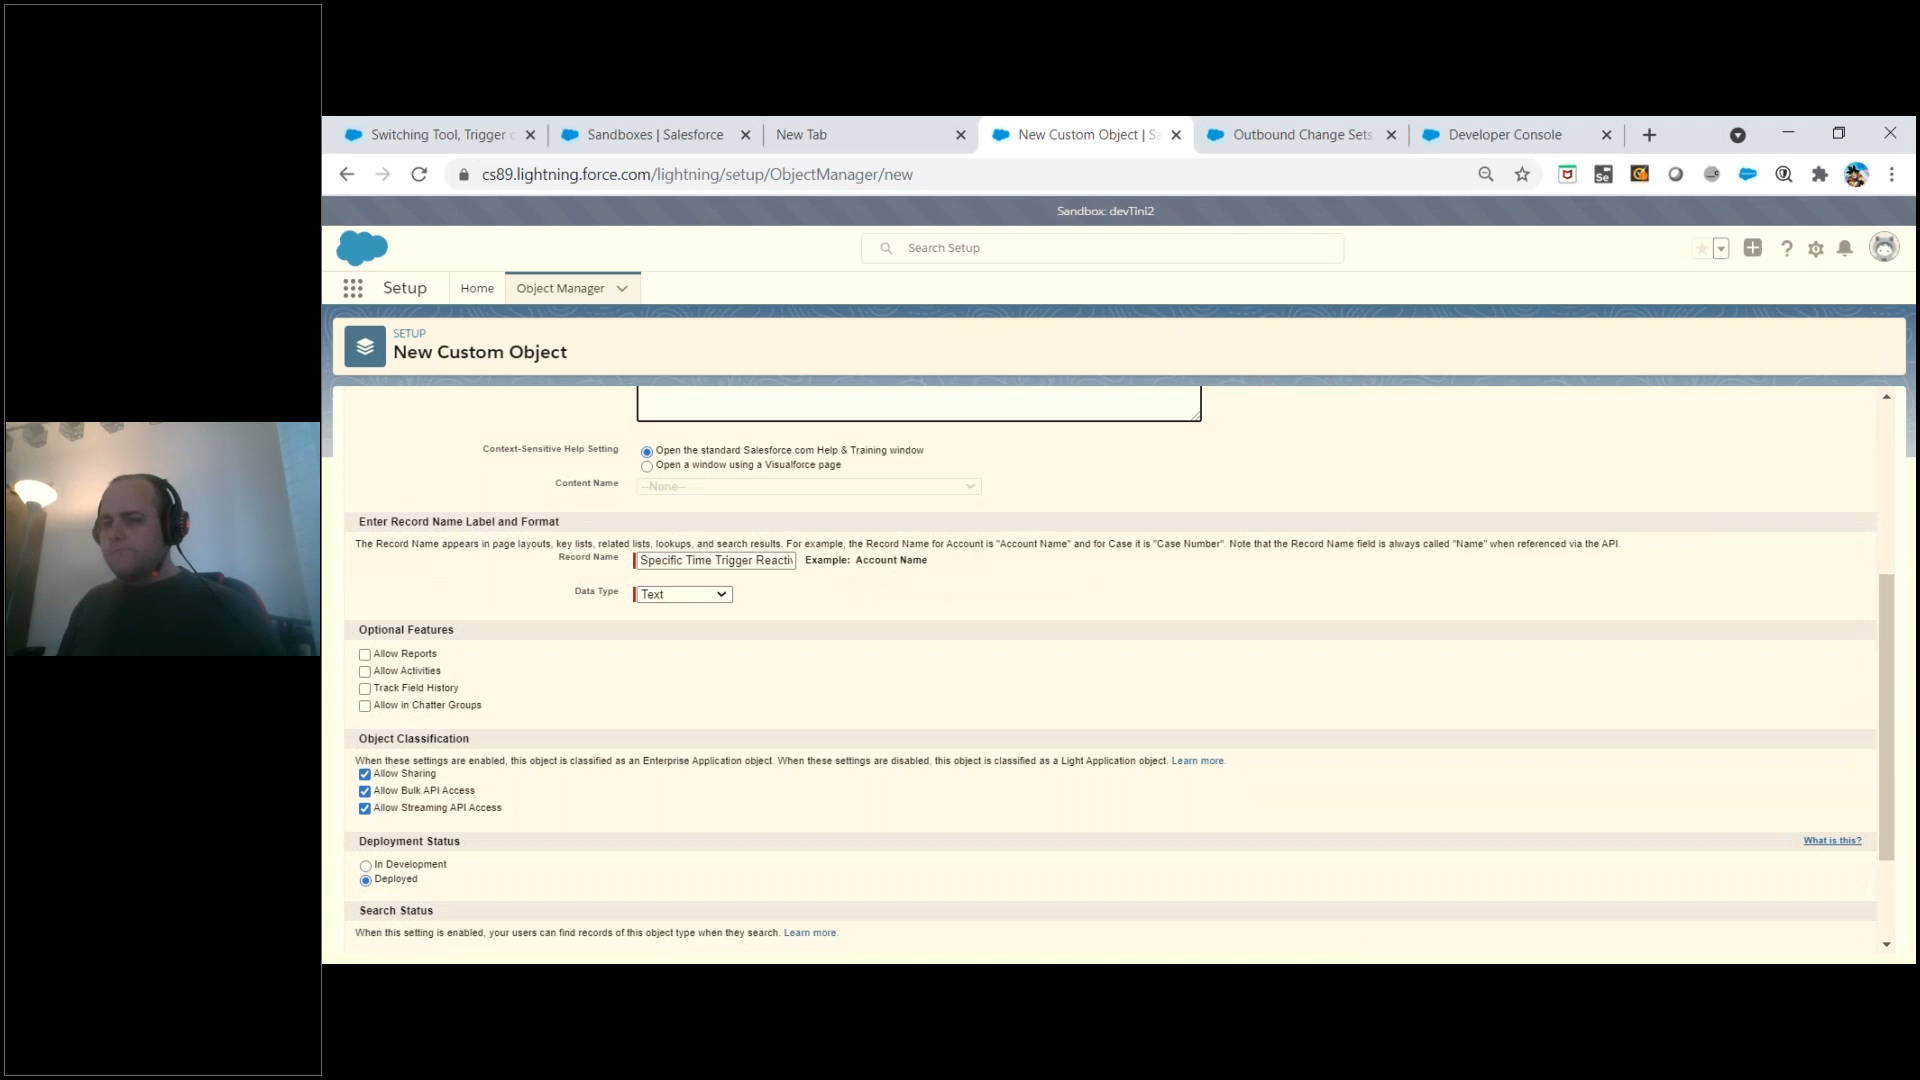 Switching Tool, Trigger
Sandboxes | Salesforce
New Tab
New Custom Object | Sa
Outbound Change Sets
Developer Console
cs89.lightning.force.com/lightning/setup/ObjectManager/new
Sandbox: devTini2
Search Setup
Setup
Home
Object Manager
SETUP
New Custom Object
Context-Sensitive Help Setting
Open the standard Salesforce.com Help & Training window
Open a window using a Visualforce page
Content Name
--None--
Enter Record Name Label and Format
The Record Name appears in page layouts, key lists, related lists, lookups, and search results. For example, the Record Name for Account is "Account Name" and for Case it is "Case Number". Note that the Record Name field is always called "Name" when referenced via the API.
Record Name
Specific Time Trigger Reactiv
Example: Account Name
Data Type
Text
Optional Features
Allow Reports
Allow Activities
Track Field History
Allow in Chatter Groups
Object Classification
When these settings are enabled, this object is classified as an Enterprise Application object. When these settings are disabled, this object is classified as a Light Application object. Learn more.
Allow Sharing
Allow Bulk API Access
Allow Streaming API Access
Deployment Status
What is this?
In Development
Deployed
Search Status
When this setting is enabled, your users can find records of this object type when they search. Learn more.